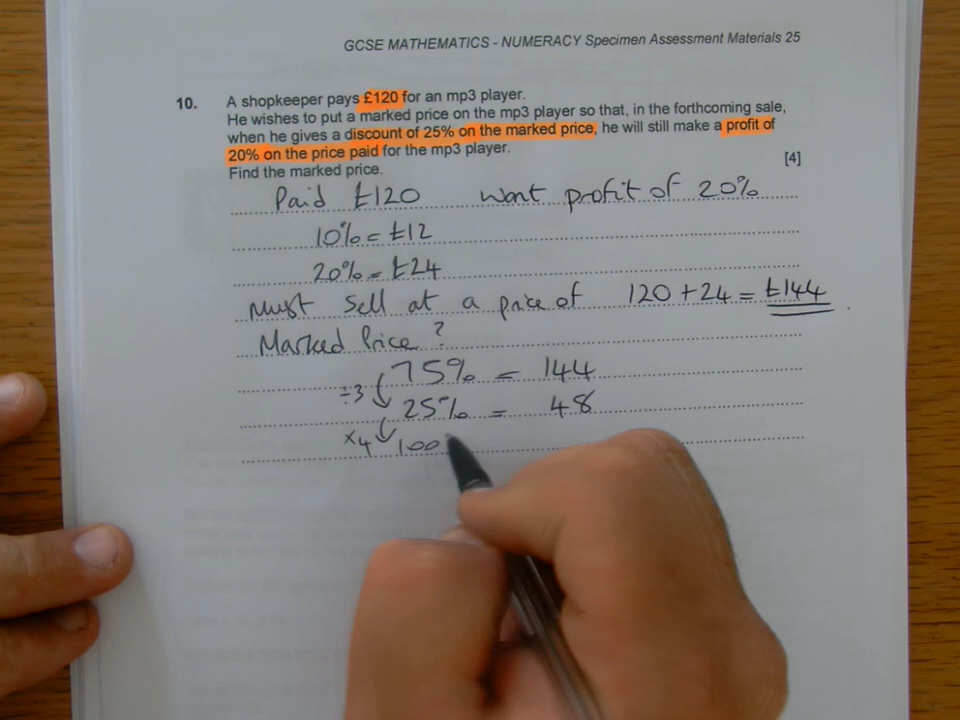 GCSE MATHEMATICS - NUMERACY Specimen Assessment Materials 25
10. A shopkeeper pays £120 for an mp3 player.
He wishes to put a marked price on the mp3 player so that, in the forthcoming sale,
when he gives a discount of 25% on the marked price, he will still make a profit of
20% on the price paid for the mp3 player.
Find the marked price. [4]
Paid £120 want profit of 20%
10% = £12
20% = £24
Must sell at a price of 120 + 24 = £144
Marked Price?
75% = 144
÷3 25% = 48
×4 100